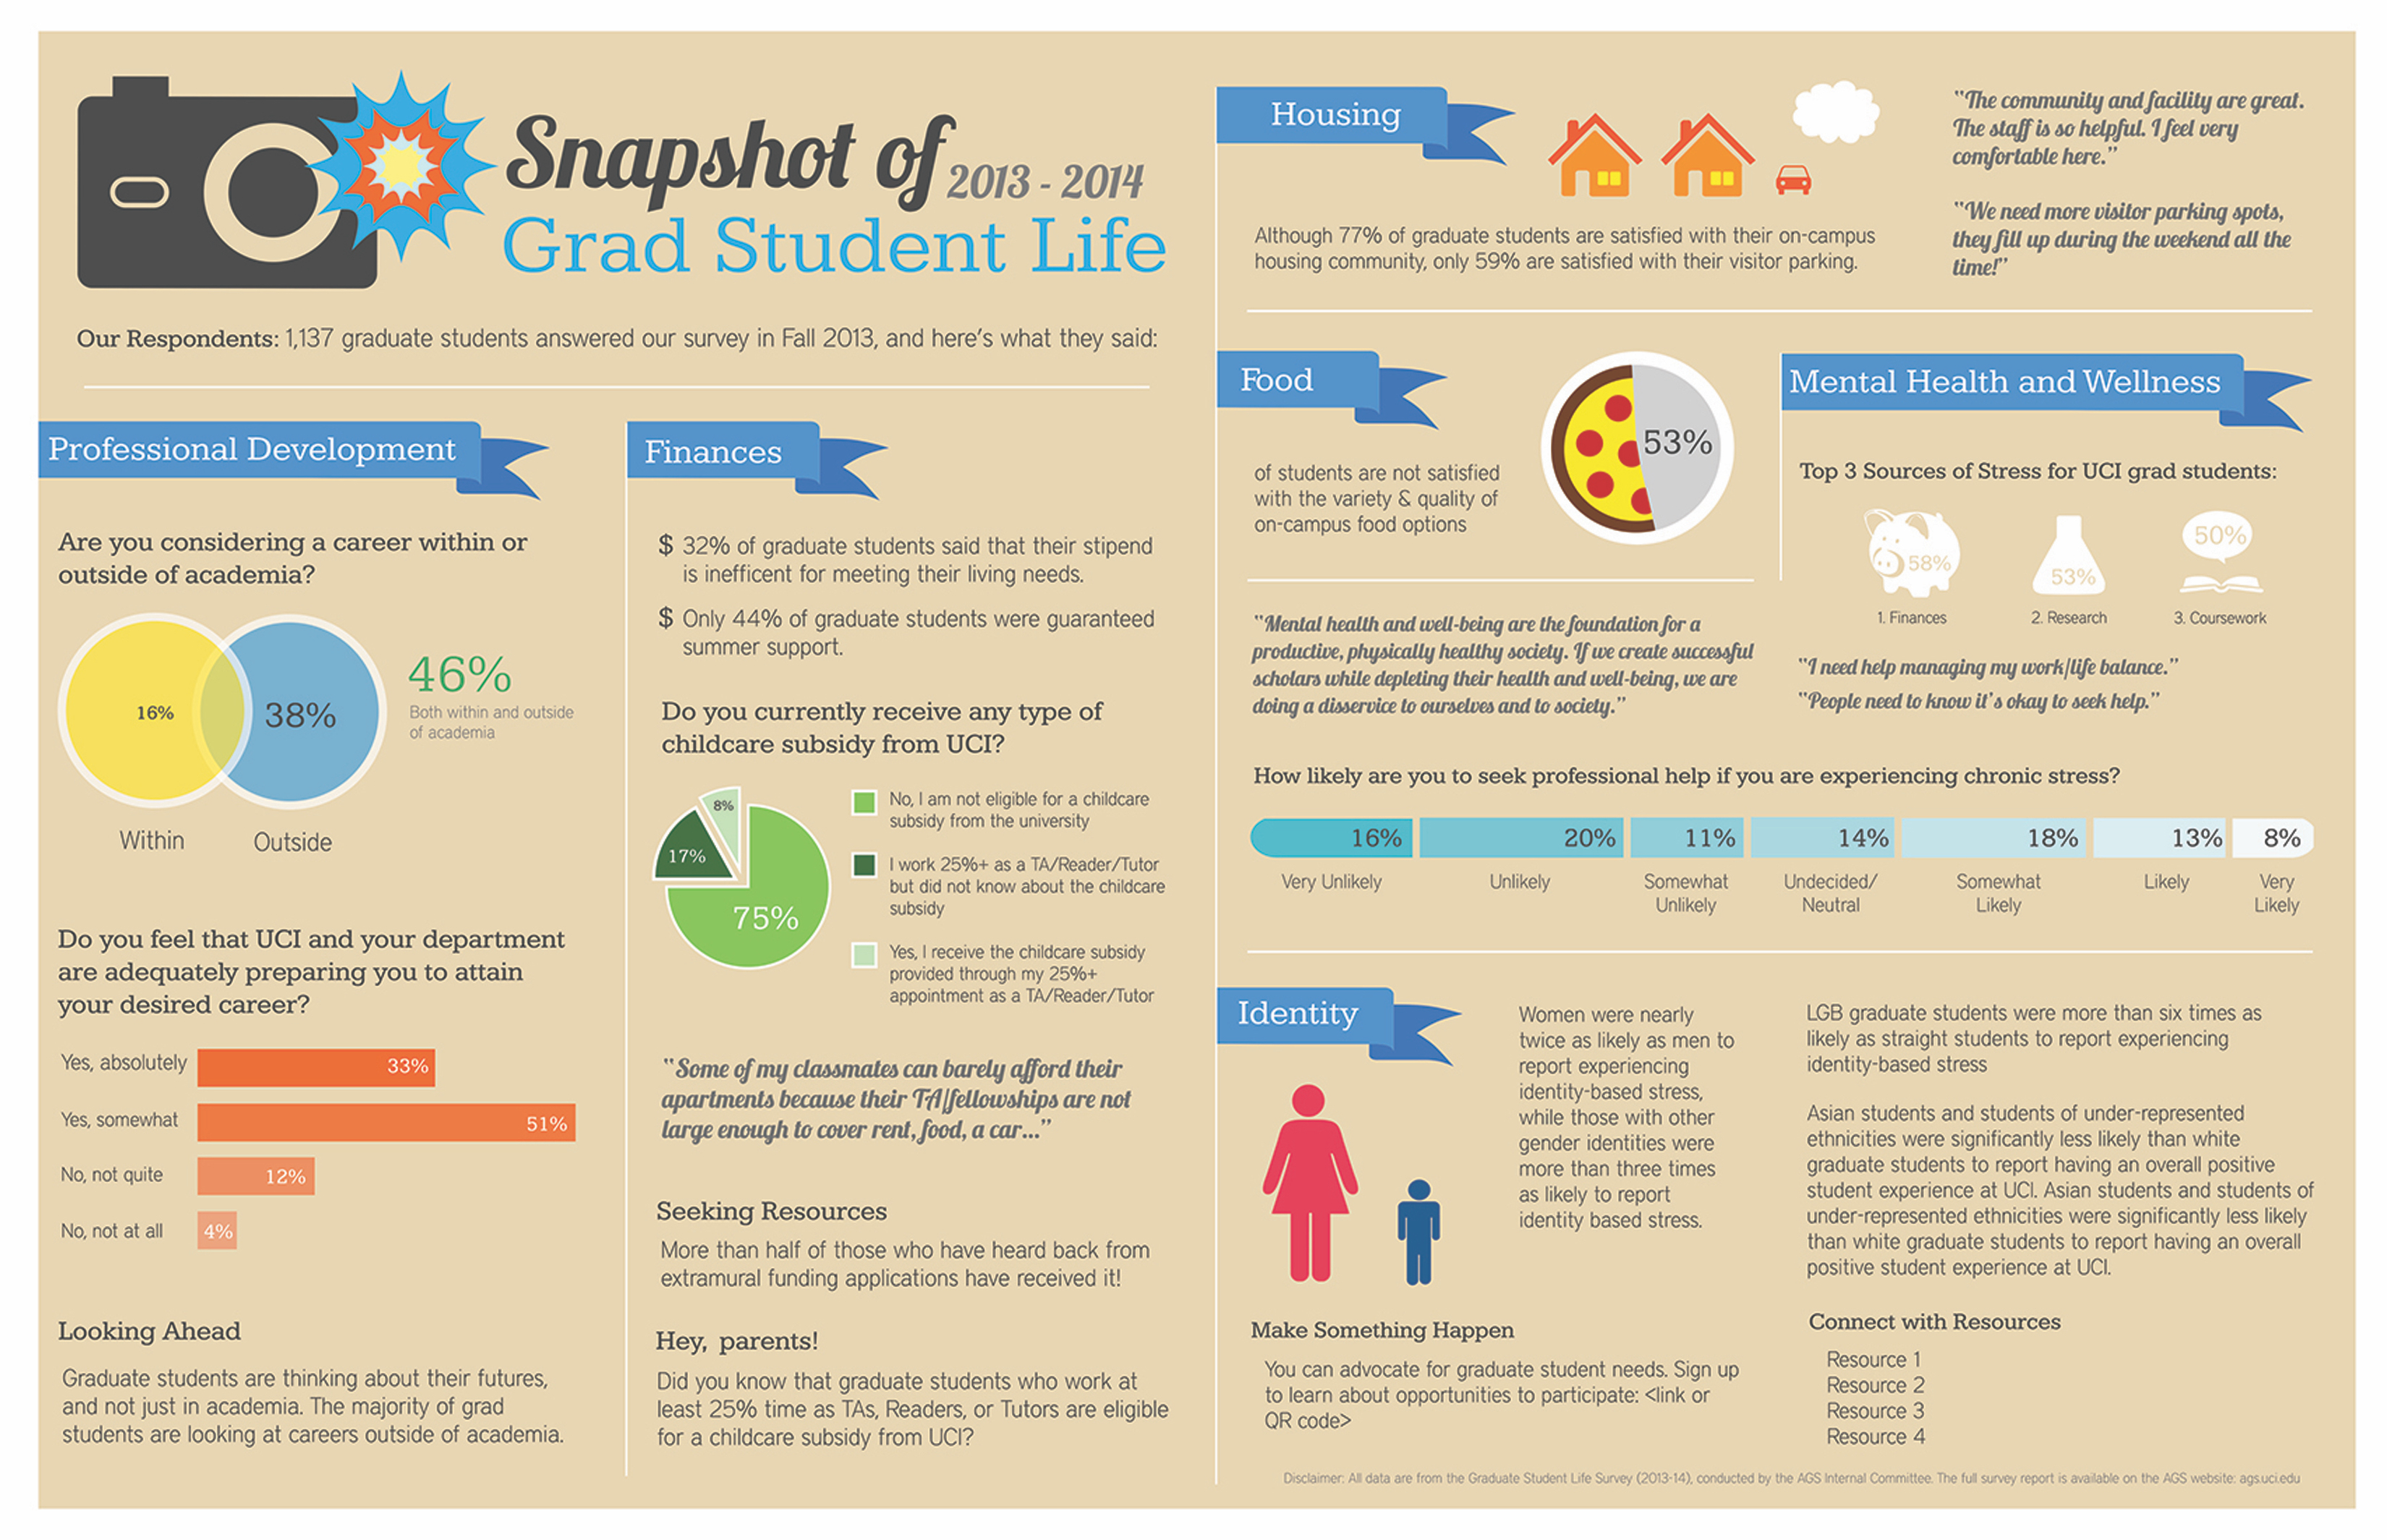 Snapshot of 2013 - 2014
Grad Student Life
Our Respondents: 1,137 graduate students answered our survey in Fall 2013, and here's what they said:
Professional Development
Are you considering a career within or
outside of academia?
16%
38%
46%
Both within and outside
of academia
Within
Outside
Do you feel that UCI and your department
are adequately preparing you to attain
your desired career?
Yes, absolutely
33%
Yes, somewhat
51%
No, not quite
12%
No, not at all
4%
Looking Ahead
Graduate students are thinking about their futures,
and not just in academia. The majority of grad
students are looking at careers outside of academia.
Finances
$ 32% of graduate students said that their stipend
is inefficent for meeting their living needs.
$ Only 44% of graduate students were guaranteed
summer support.
Do you currently receive any type of
childcare subsidy from UCI?
8%
17%
75%
No, I am not eligible for a childcare
subsidy from the university
I work 25%+ as a TA/Reader/Tutor
but did not know about the childcare
subsidy
Yes, I receive the childcare subsidy
provided through my 25%+
appointment as a TA/Reader/Tutor
"Some of my classmates can barely afford their
apartments because their TA/fellowships are not
large enough to cover rent, food, a car..."
Seeking Resources
More than half of those who have heard back from
extramural funding applications have received it!
Hey, parents!
Did you know that graduate students who work at
least 25% time as TAs, Readers, or Tutors are eligible
for a childcare subsidy from UCI?
Housing
Although 77% of graduate students are satisfied with their on-campus
housing community, only 59% are satisfied with their visitor parking.
"The community and facility are great.
The staff is so helpful. I feel very
comfortable here."
"We need more visitor parking spots,
they fill up during the weekend all the
time!"
Food
53%
of students are not satisfied
with the variety & quality of
on-campus food options
Mental Health and Wellness
Top 3 Sources of Stress for UCI grad students:
58%
53%
50%
1. Finances
2. Research
3. Coursework
"Mental health and well-being are the foundation for a
productive, physically healthy society. If we create successful
scholars while depleting their health and well-being, we are
doing a disservice to ourselves and to society."
"I need help managing my work/life balance."
"People need to know it's okay to seek help."
How likely are you to seek professional help if you are experiencing chronic stress?
16%
20%
11%
14%
18%
13%
8%
Very Unlikely
Unlikely
Somewhat
Unlikely
Undecided/
Neutral
Somewhat
Likely
Likely
Very
Likely
Identity
Women were nearly
twice as likely as men to
report experiencing
identity-based stress,
while those with other
gender identities were
more than three times
as likely to report
identity based stress.
LGB graduate students were more than six times as
likely as straight students to report experiencing
identity-based stress
Asian students and students of under-represented
ethnicities were significantly less likely than white
graduate students to report having an overall positive
student experience at UCI. Asian students and students of
under-represented ethnicities were significantly less likely
than white graduate students to report having an overall
positive student experience at UCI.
Make Something Happen
You can advocate for graduate student needs. Sign up
to learn about opportunities to participate: <link or
QR code>
Connect with Resources
Resource 1
Resource 2
Resource 3
Resource 4
Disclaimer: All data are from the Graduate Student Life Survey (2013-14), conducted by the AGS Internal Committee. The full survey report is available on the AGS website: ags.uci.edu